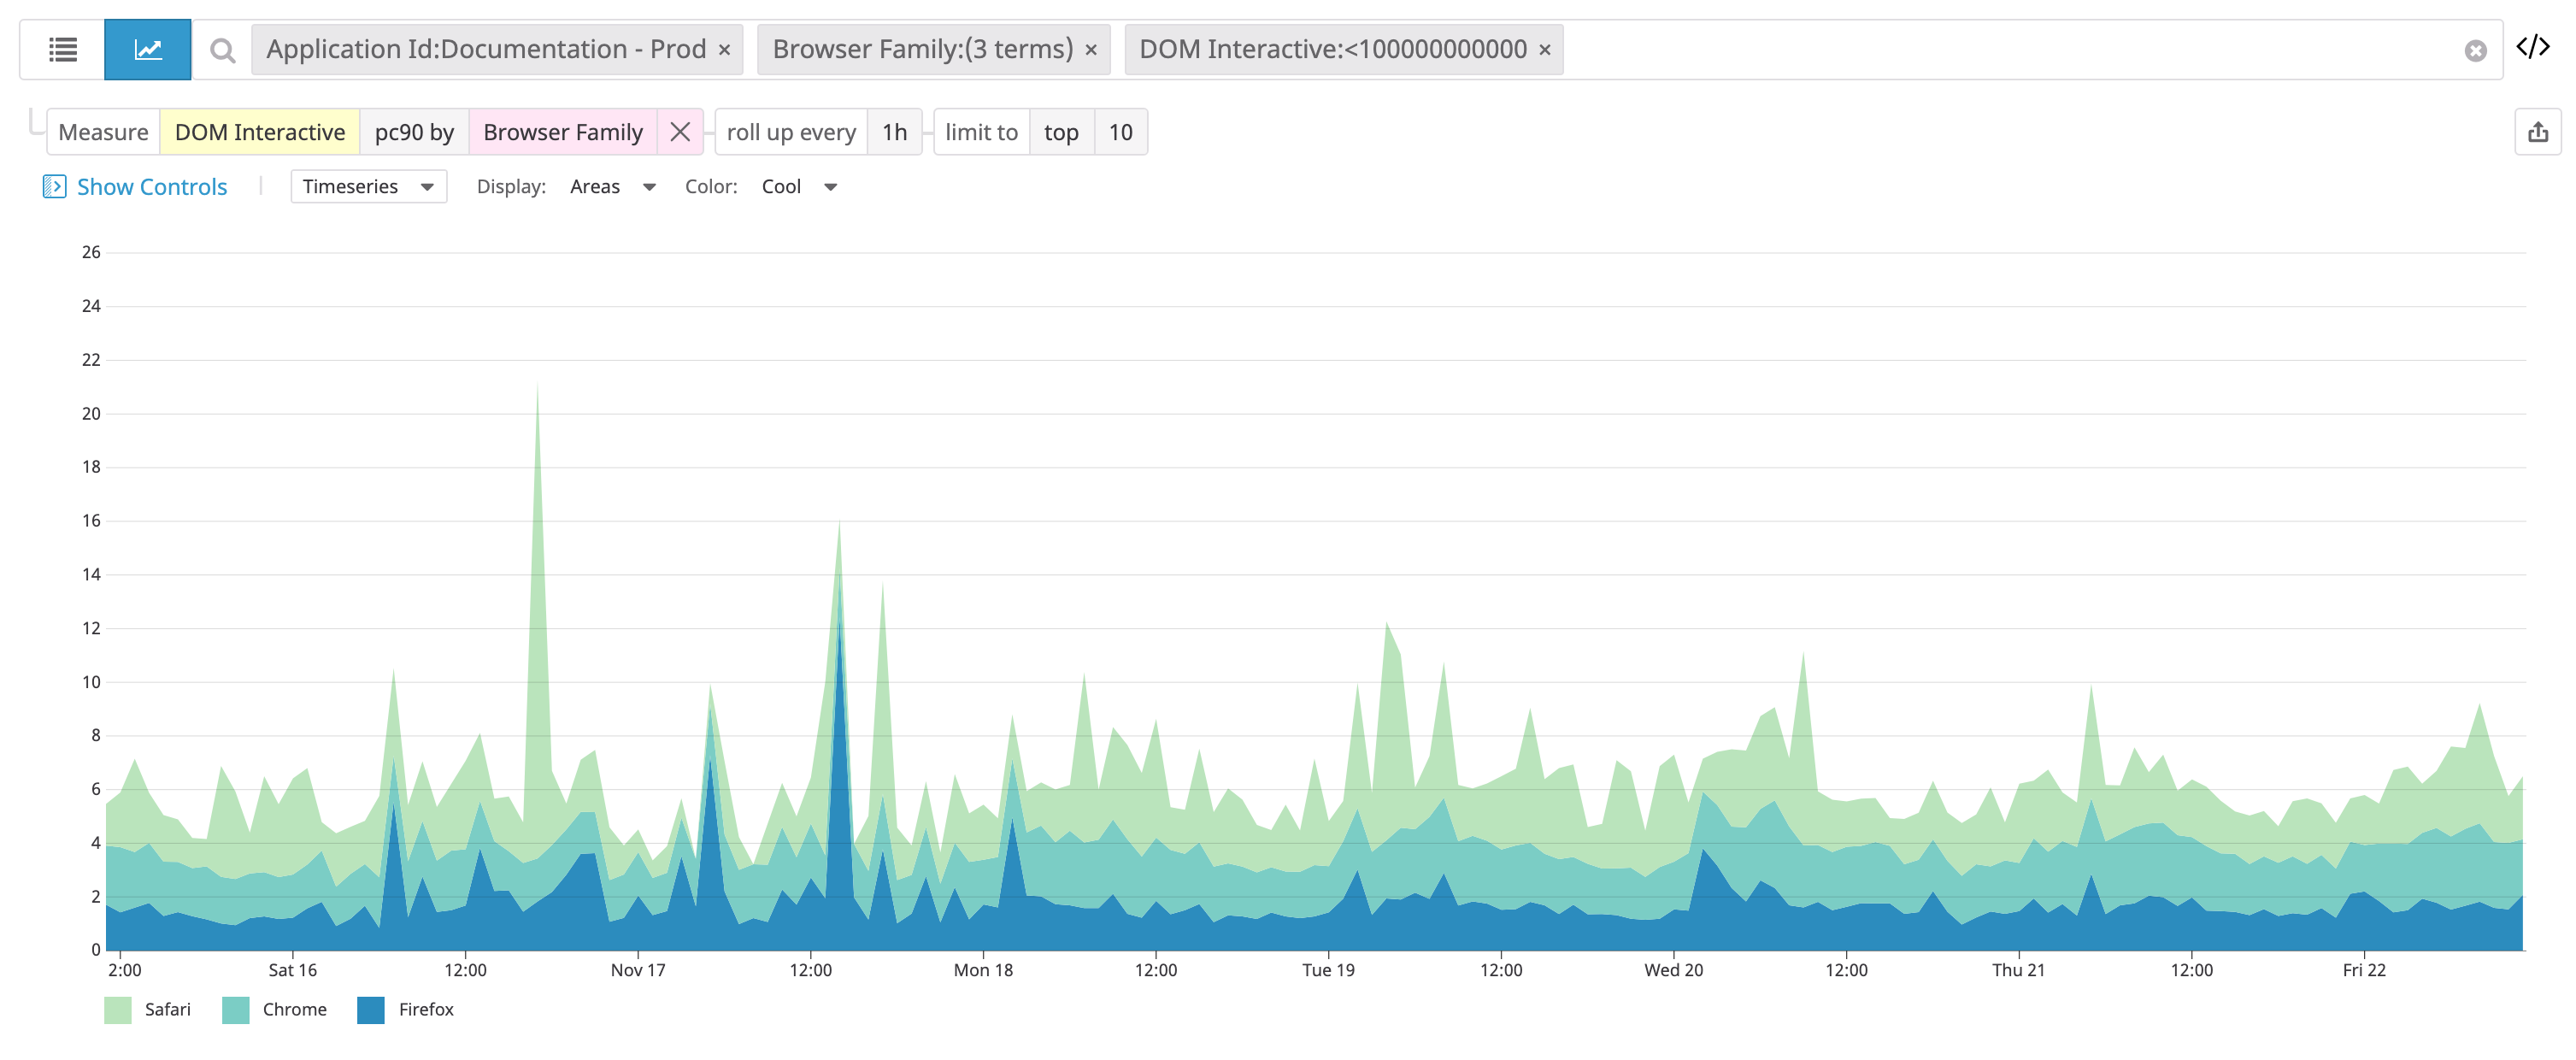 Application Id:Documentation - Prod × Browser Family:(3 terms) × DOM Interactive:<100000000000 × </>
Measure DOM Interactive pc90 by Browser Family roll up every 1h limit to top 10
Show Controls Timeseries Display: Areas Color: Cool
26
24
22
20
18
16
14
12
10
8
6
4
2
0
2:00 Sat 16 12:00 Nov 17 12:00 Mon 18 12:00 Tue 19 12:00 Wed 20 12:00 Thu 21 12:00 Fri 22
Safari Chrome Firefox